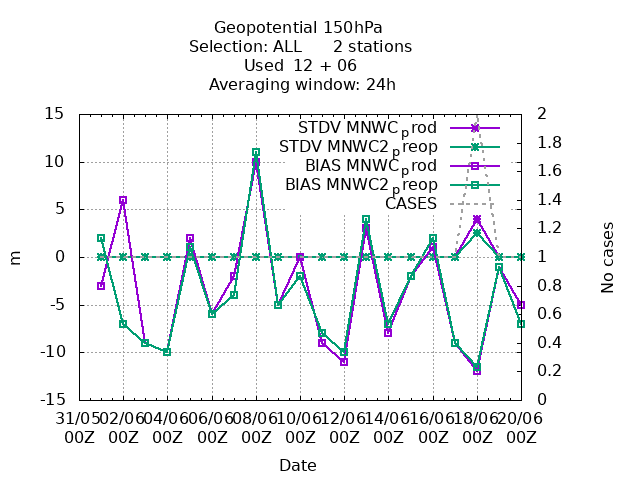 Geopotential 150hPa
Selection: ALL 2 stations
Used 12 + 06
Averaging window: 24h
STDV MNWC_prod
STDV MNWC2_preop
BIAS MNWC_prod
BIAS MNWC2_preop
CASES
15
10
5
0
-5
-10
-15
m
2
1.8
1.6
1.4
1.2
1
0.8
0.6
0.4
0.2
0
No cases
31/05 02/06 04/06 06/06 08/06 10/06 12/06 14/06 16/06 18/06 20/06
00Z 00Z 00Z 00Z 00Z 00Z 00Z 00Z 00Z 00Z 00Z
Date